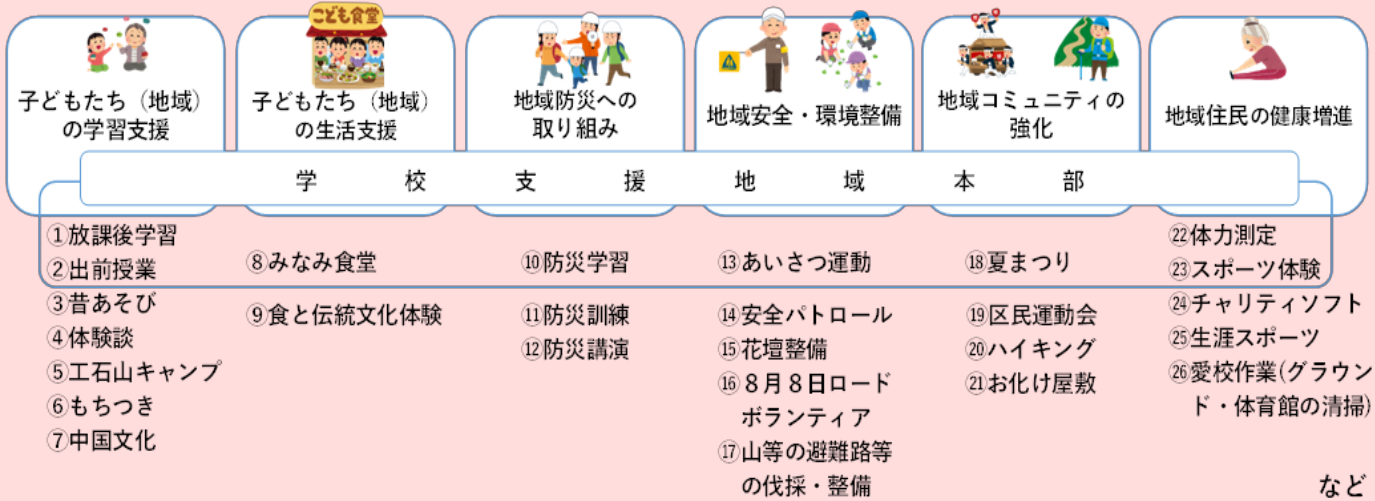 こども食堂
子どもたち（地域）
の学習支援
子どもたち（地域）
の生活支援
地域防災への
取り組み
地域安全・環境整備
地域コミュニティの
強化
地域住民の健康増進
学校支援地域本部
①放課後学習
②出前授業
③昔あそび
④体験談
⑤工石山キャンプ
⑥もちつき
⑦中国文化
⑧みなみ食堂
⑨食と伝統文化体験
⑩防災学習
⑪防災訓練
⑫防災講演
⑬あいさつ運動
⑭安全パトロール
⑮花壇整備
⑯８月８日ロード
ボランティア
⑰山等の避難路等
の伐採・整備
⑱夏まつり
⑲区民運動会
⑳ハイキング
㉑お化け屋敷
㉒体力測定
㉓スポーツ体験
㉔チャリティソフト
㉕生涯スポーツ
㉖愛校作業(グラウン
ド・体育館の清掃)
など